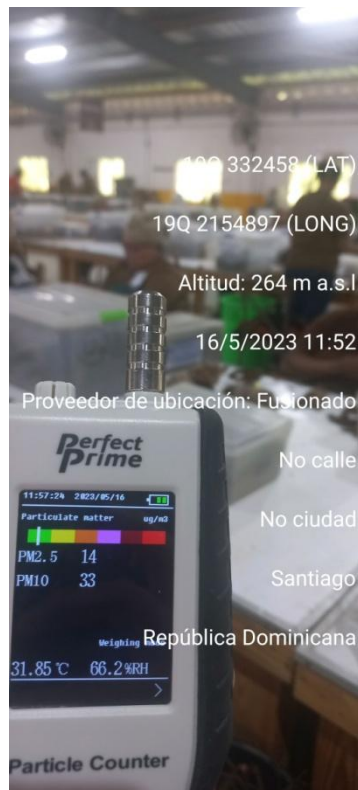 332458 (LAT)
19Q 2154897 (LONG)
Altitud: 264 m a.s.l
16/5/2023 11:52
Proveedor de ubicación: Fusionado
No calle
No ciudad
Santiago
República Dominicana
Perfect
Prime
11:57:24 2023/05/16
Particulate matter ug/m3
PM2.5 14
PM10 33
Weighing
31.85 °C 66.2%RH
>
Particle Counter